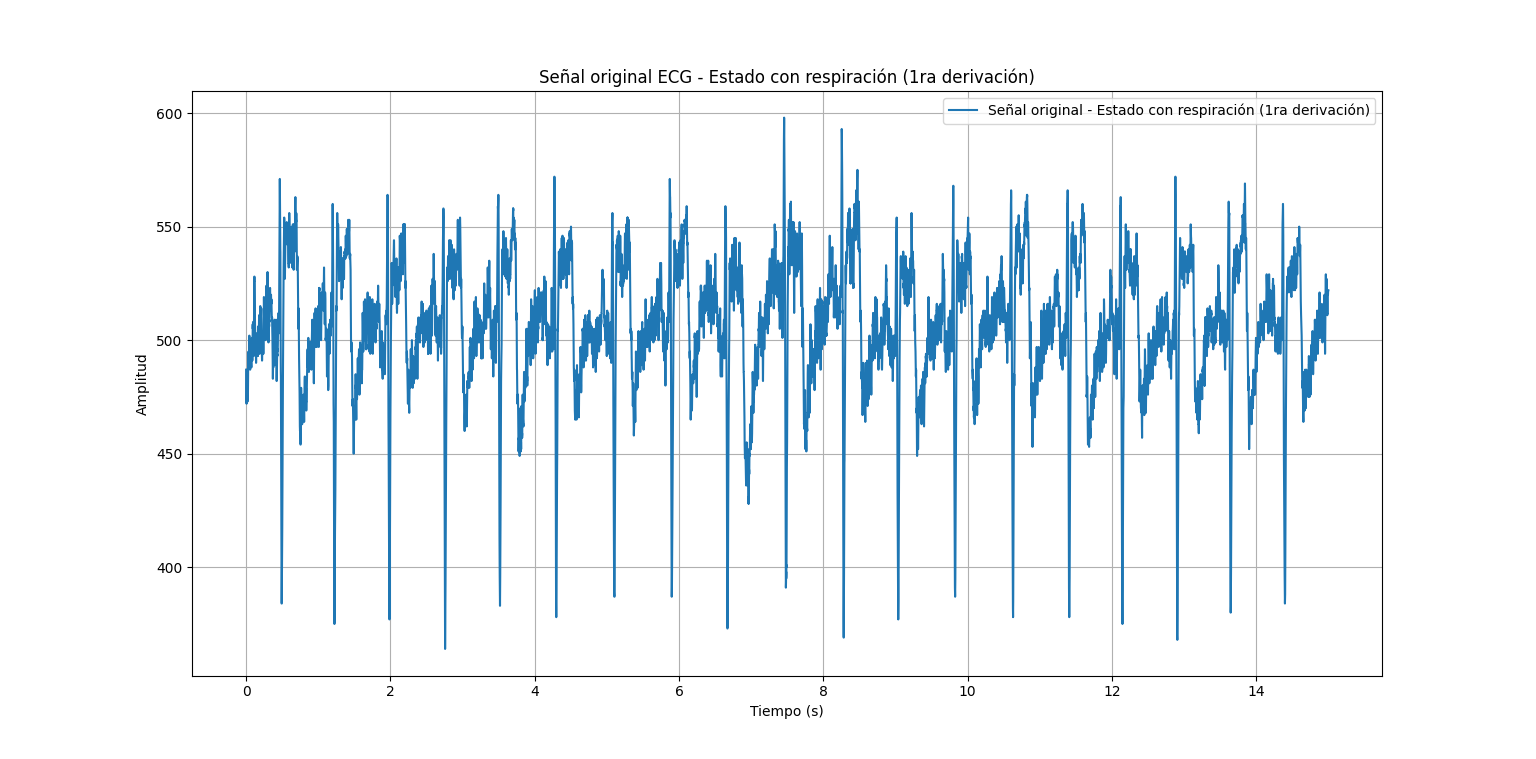 Señal original ECG - Estado con respiración (1ra derivación)
Señal original - Estado con respiración (1ra derivación)
600
550
500
450
400
Amplitud
0 2 4 6 8 10 12 14
Tiempo (s)